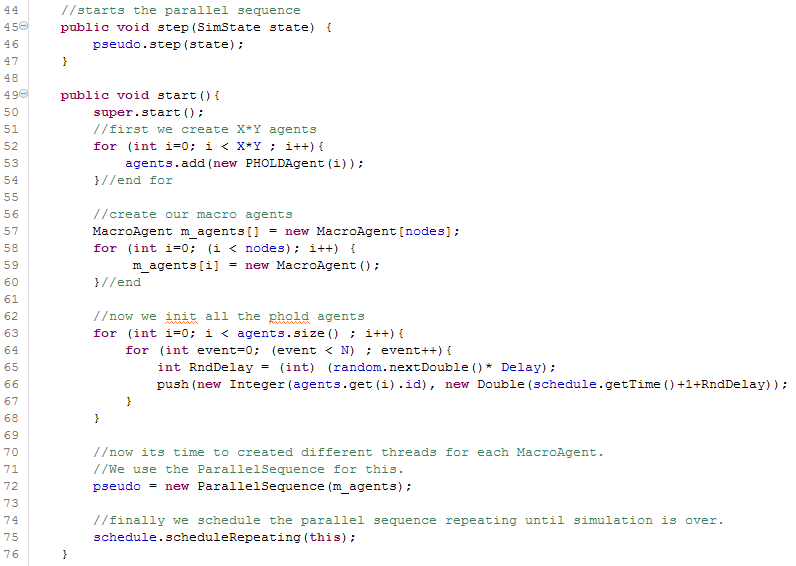 44 //starts the parallel sequence
45 public void step(SimState state) {
46 pseudo.step(state);
47 }
48
49 public void start(){
50 super.start();
51 //first we create X*Y agents
52 for (int i=0; i < X*Y ; i++){
53 agents.add(new PHOLDAgent(i));
54 }//end for
55
56 //create our macro agents
57 MacroAgent m_agents[] = new MacroAgent[nodes];
58 for (int i=0; (i < nodes); i++) {
59 m_agents[i] = new MacroAgent();
60 }//end
61
62 //now we init all the phold agents
63 for (int i=0; i < agents.size() ; i++){
64 for (int event=0; (event < N) ; event++){
65 int RndDelay = (int) (random.nextDouble()* Delay);
66 push(new Integer(agents.get(i).id), new Double(schedule.getTime()+1+RndDelay));
67 }
68 }
69
70 //now its time to created different threads for each MacroAgent.
71 //We use the ParallelSequence for this.
72 pseudo = new ParallelSequence(m_agents);
73
74 //finally we schedule the parallel sequence repeating until simulation is over.
75 schedule.scheduleRepeating(this);
76 }